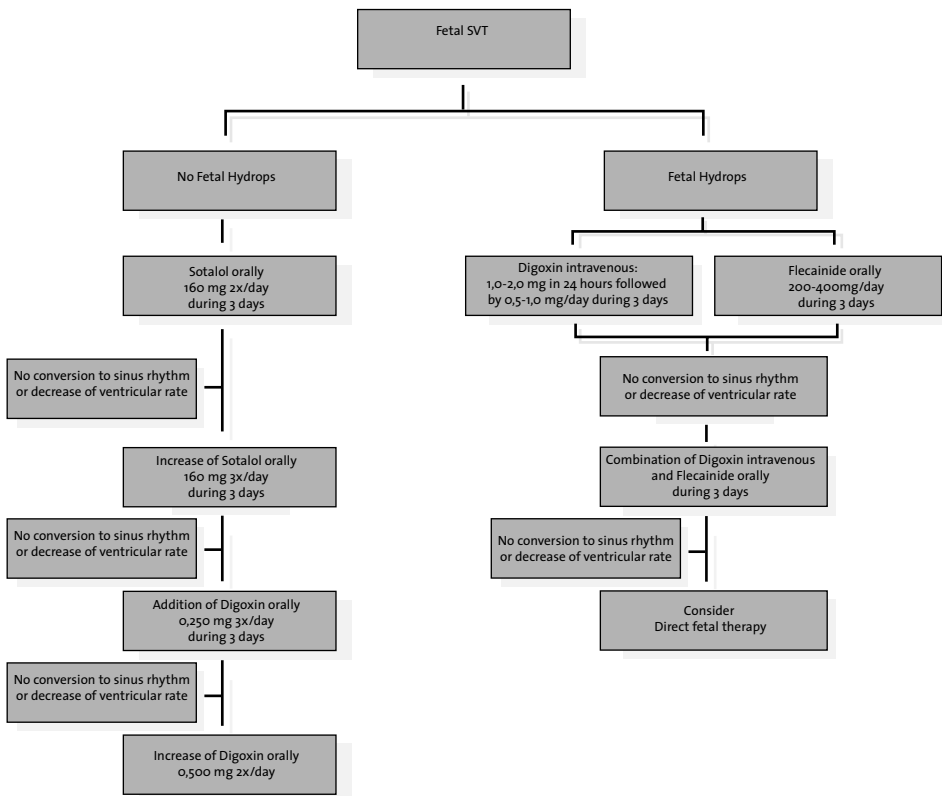 Fetal SVT
No Fetal Hydrops
Sotalol orally
160 mg 2x/day
during 3 days
No conversion to sinus rhythm
or decrease of ventricular rate
Increase of Sotalol orally
160 mg 3x/day
during 3 days
No conversion to sinus rhythm
or decrease of ventricular rate
Addition of Digoxin orally
0,250 mg 3x/day
during 3 days
No conversion to sinus rhythm
or decrease of ventricular rate
Increase of Digoxin orally
0,500 mg 2x/day
Fetal Hydrops
Digoxin intravenous:
1,0-2,0 mg in 24 hours followed
by 0,5-1,0 mg/day during 3 days
Flecainide orally
200-400mg/day
during 3 days
No conversion to sinus rhythm
or decrease of ventricular rate
Combination of Digoxin intravenous
and Flecainide orally
during 3 days
No conversion to sinus rhythm
or decrease of ventricular rate
Consider
Direct fetal therapy